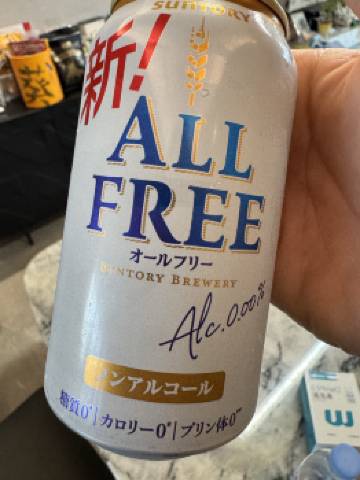 SUNTORY
新!
ALL
FREE
オールフリー
SUNTORY BREWERY
Alc.0.00%
ノンアルコール
糖質0*|カロリー0*|プリン体0**
葵